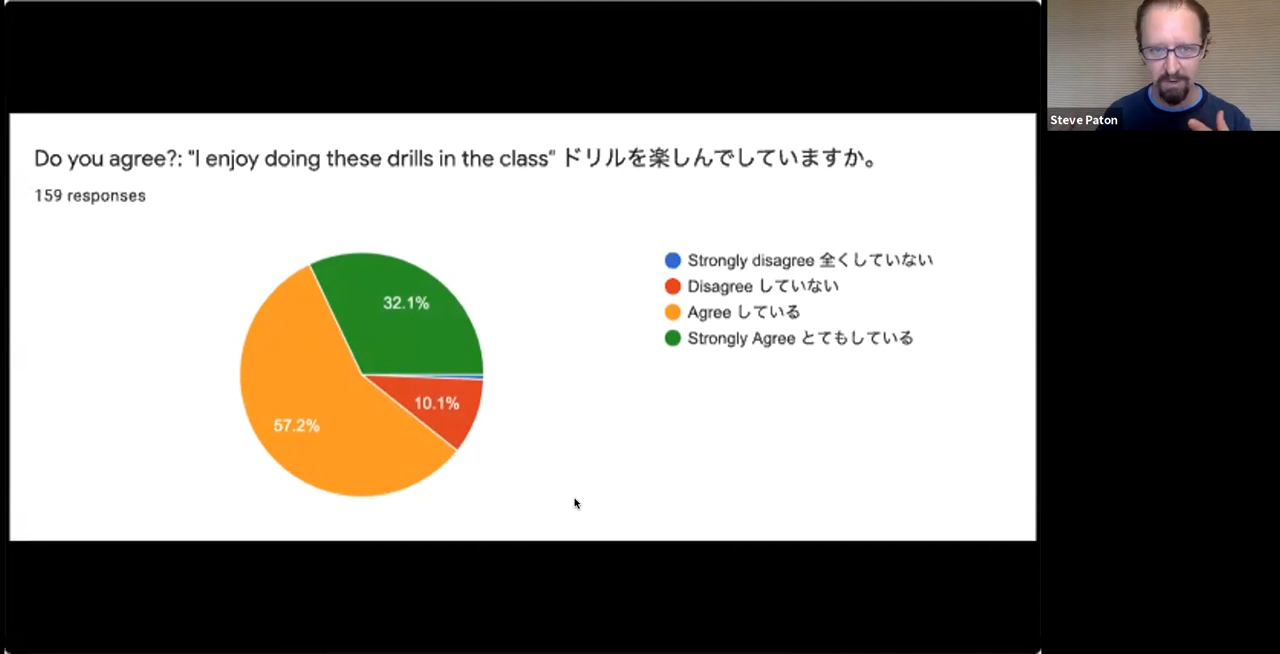 Do you agree?: "I enjoy doing these drills in the class" ドリルを楽しんでしていますか。
159 responses
32.1%
10.1%
57.2%
Strongly disagree 全くしていない
Disagree していない
Agree している
Strongly Agree とてもしている
Steve Paton